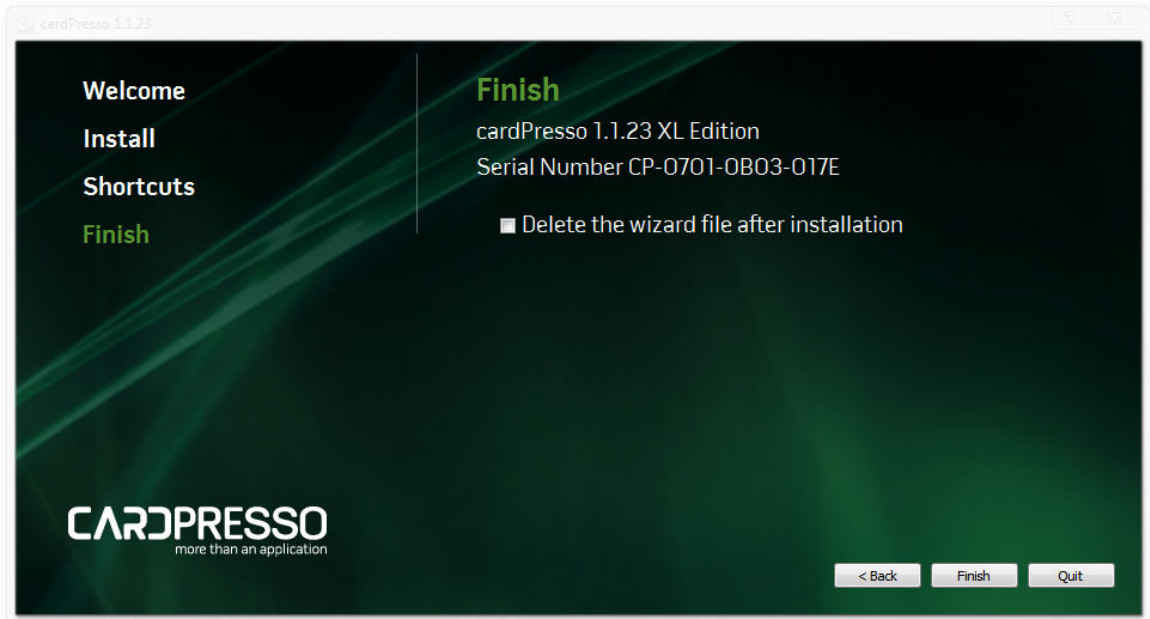 cardPresso 1.1.23
Welcome
Install
Shortcuts
Finish
Finish
cardPresso 1.1.23 XL Edition
Serial Number CP-0701-0B03-017E
Delete the wizard file after installation
CARDPRESSO
more than an application
< Back
Finish
Quit